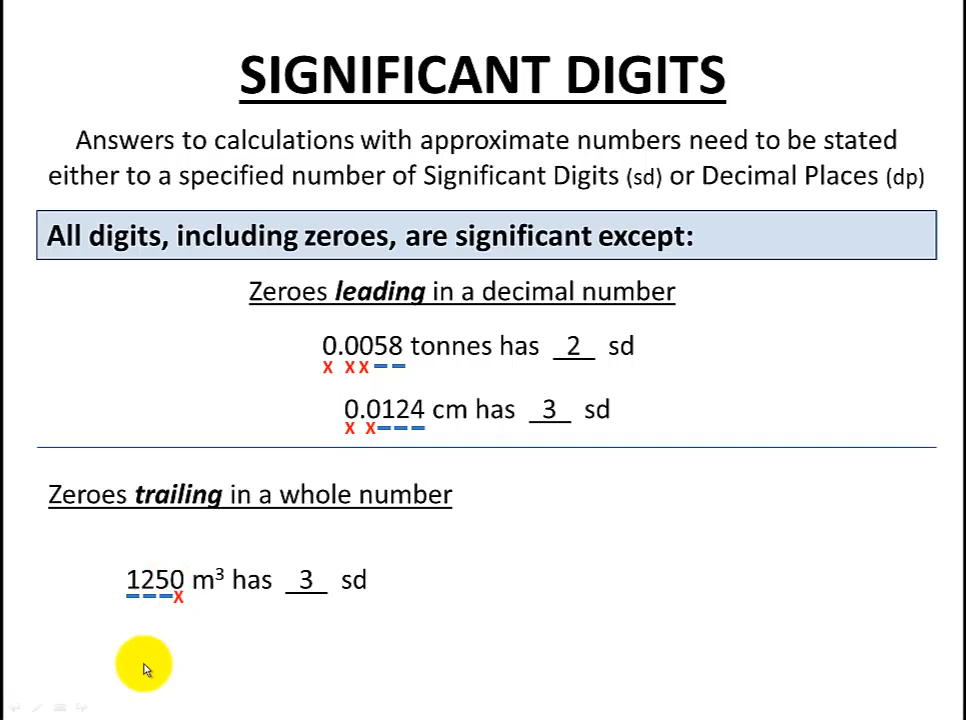 SIGNIFICANT DIGITS
Answers to calculations with approximate numbers need to be stated
either to a specified number of Significant Digits (sd) or Decimal Places (dp)
All digits, including zeroes, are significant except:
Zeroes leading in a decimal number
0.0058 tonnes has 2 sd
x xx
0.0124 cm has 3 sd
x x
Zeroes trailing in a whole number
1250 m³ has 3 sd
x